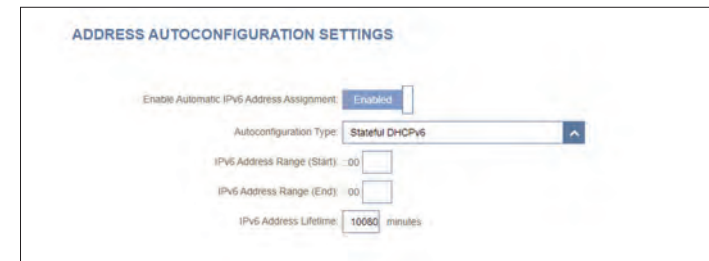 ADDRESS AUTOCONFIGURATION SETTINGS
Enable Automatic IPv6 Address Assignment: Enabled
Autoconfiguration Type: Stateful DHCPv6
IPv6 Address Range (Start): :00
IPv6 Address Range (End): :00
IPv6 Address Lifetime: 10080 minutes